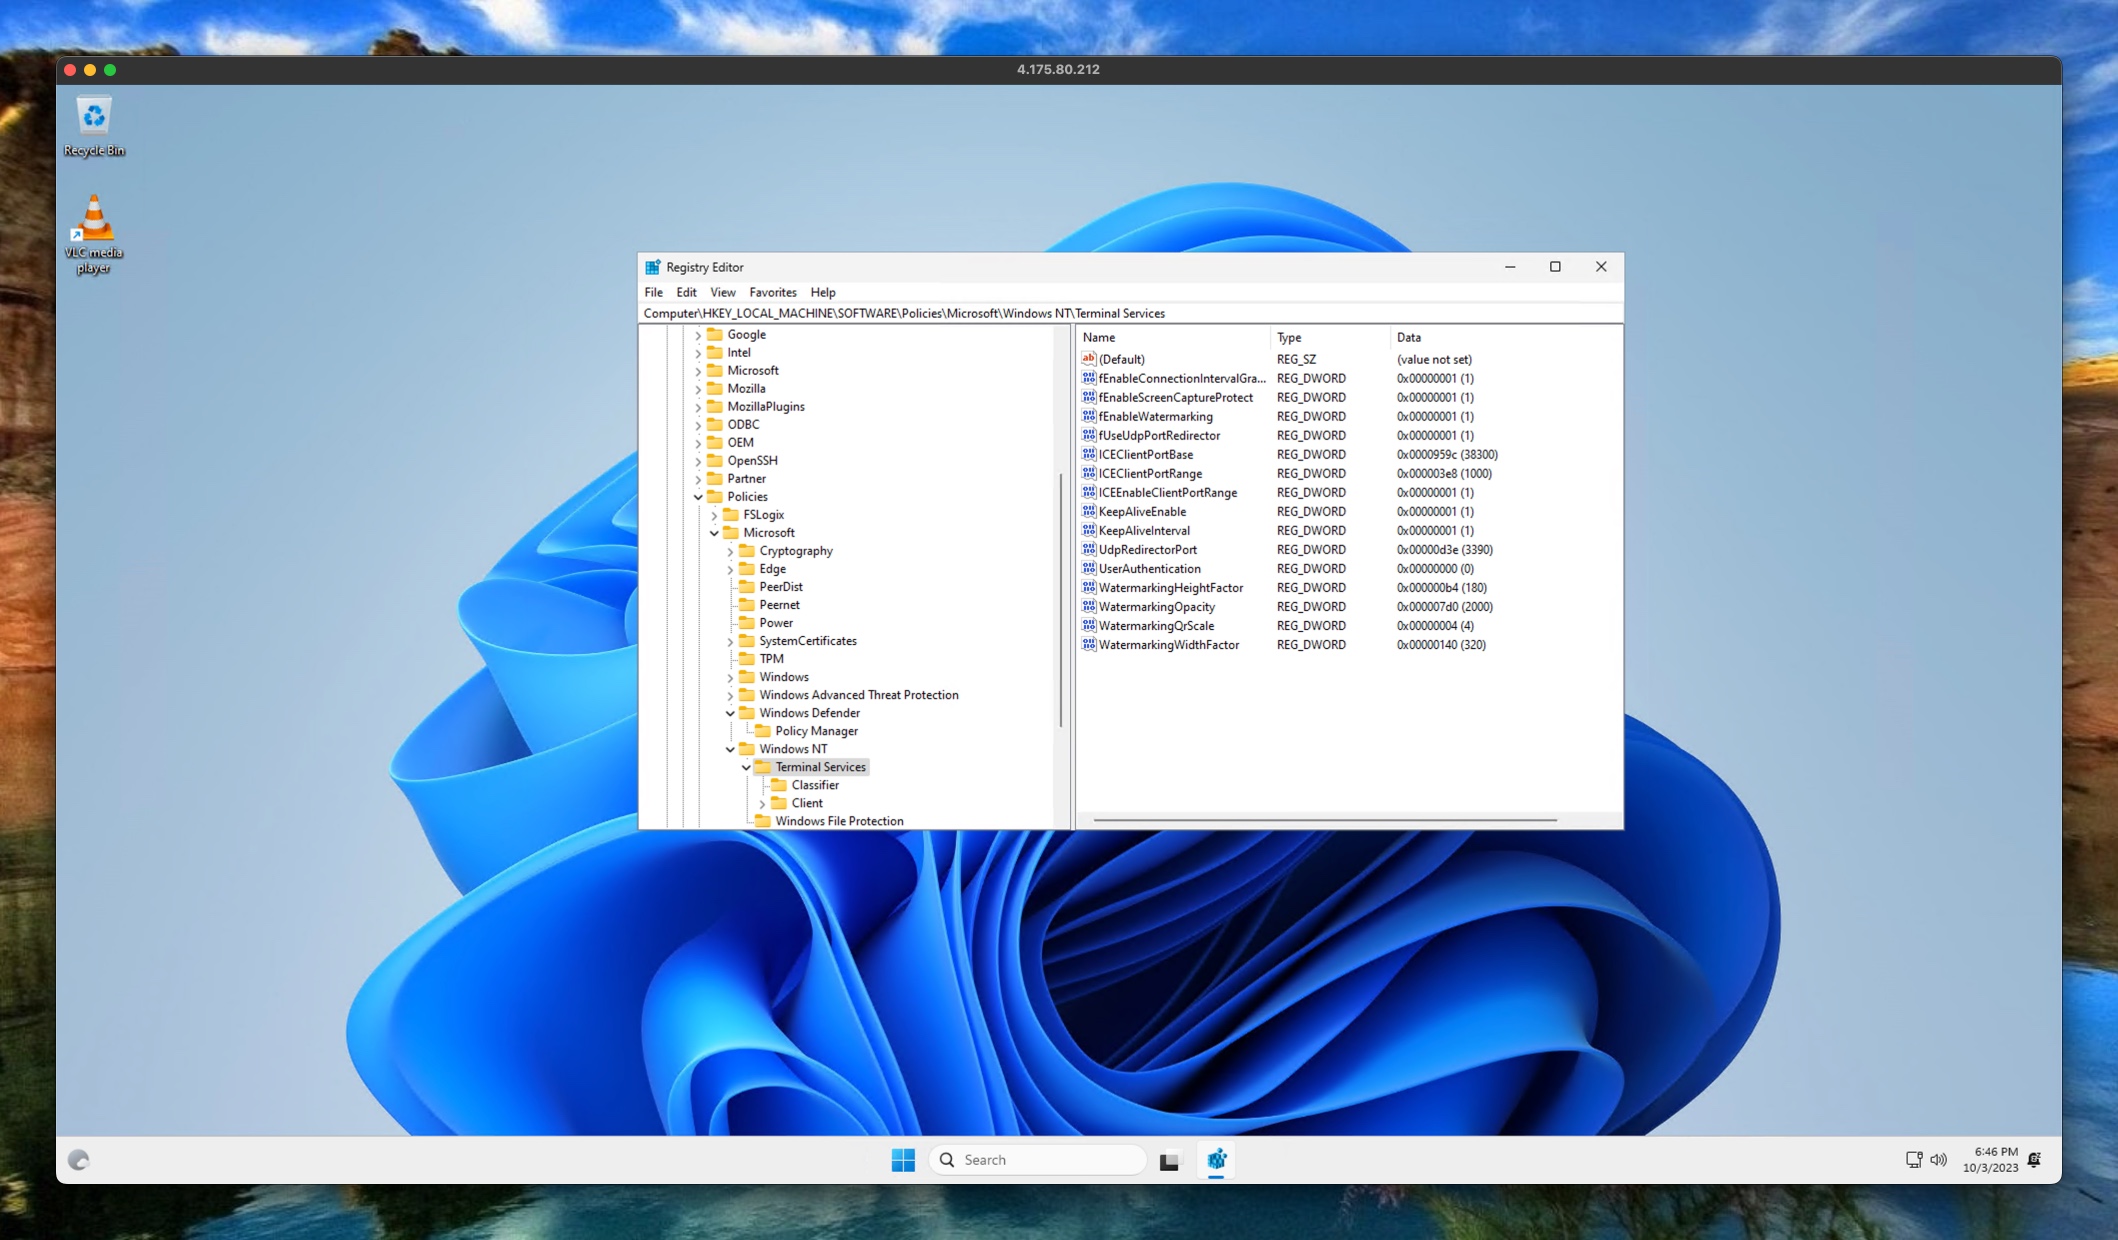 4.175.80.212
Recycle Bin
VLC media
player
Registry Editor
File Edit View Favorites Help
Computer\HKEY_LOCAL_MACHINE\SOFTWARE\Policies\Microsoft\Windows NT\Terminal Services
Google
Intel
Microsoft
Mozilla
MozillaPlugins
ODBC
OEM
OpenSSH
Partner
Policies
FSLogix
Microsoft
Cryptography
Edge
PeerDist
Peernet
Power
SystemCertificates
TPM
Windows
Windows Advanced Threat Protection
Windows Defender
Policy Manager
Windows NT
Terminal Services
Classifier
Client
Windows File Protection
Name Type Data
(Default) REG_SZ (value not set)
fEnableConnectionIntervalGra... REG_DWORD 0x00000001 (1)
fEnableScreenCaptureProtect REG_DWORD 0x00000001 (1)
fEnableWatermarking REG_DWORD 0x00000001 (1)
fUseUdpPortRedirector REG_DWORD 0x00000001 (1)
ICEClientPortBase REG_DWORD 0x0000959c (38300)
ICEClientPortRange REG_DWORD 0x000003e8 (1000)
ICEEnableClientPortRange REG_DWORD 0x00000001 (1)
KeepAliveEnable REG_DWORD 0x00000001 (1)
KeepAliveInterval REG_DWORD 0x00000001 (1)
UdpRedirectorPort REG_DWORD 0x00000d3e (3390)
UserAuthentication REG_DWORD 0x00000000 (0)
WatermarkingHeightFactor REG_DWORD 0x000000b4 (180)
WatermarkingOpacity REG_DWORD 0x000007d0 (2000)
WatermarkingQrScale REG_DWORD 0x00000004 (4)
WatermarkingWidthFactor REG_DWORD 0x00000140 (320)
Search
6:46 PM
10/3/2023